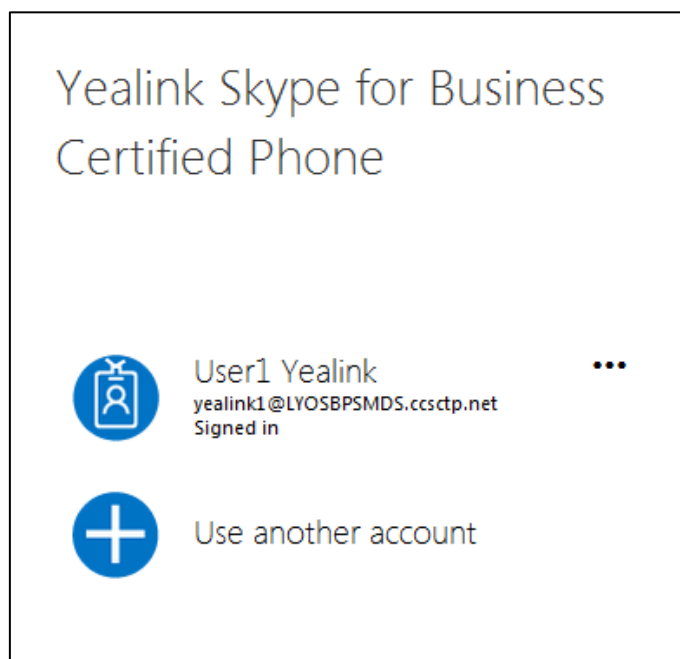 Yealink Skype for Business
Certified Phone
User1 Yealink
yealink1@LYOSBPSMDS.ccsctp.net
Signed in
Use another account